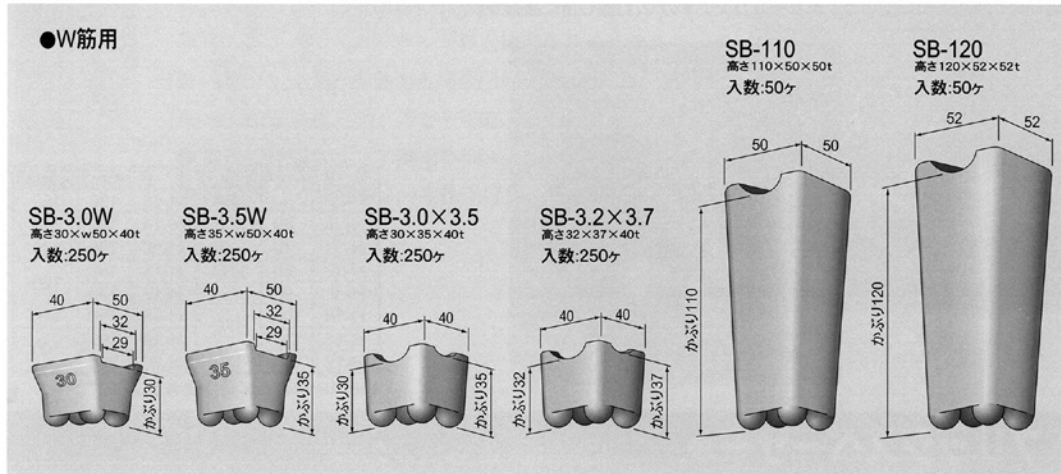 ●W筋用
SB-3.0W
高さ30×w50×40t
入数:250ヶ
40
50
32
29
30
かぶり30
SB-3.5W
高さ35×w50×40t
入数:250ヶ
40
50
32
29
35
かぶり35
SB-3.0×3.5
高さ30×35×40t
入数:250ヶ
40
40
かぶり30
かぶり35
SB-3.2×3.7
高さ32×37×40t
入数:250ヶ
40
40
かぶり32
かぶり37
SB-110
高さ110×50×50t
入数:50ヶ
50
50
かぶり110
SB-120
高さ120×52×52t
入数:50ヶ
52
52
かぶり120